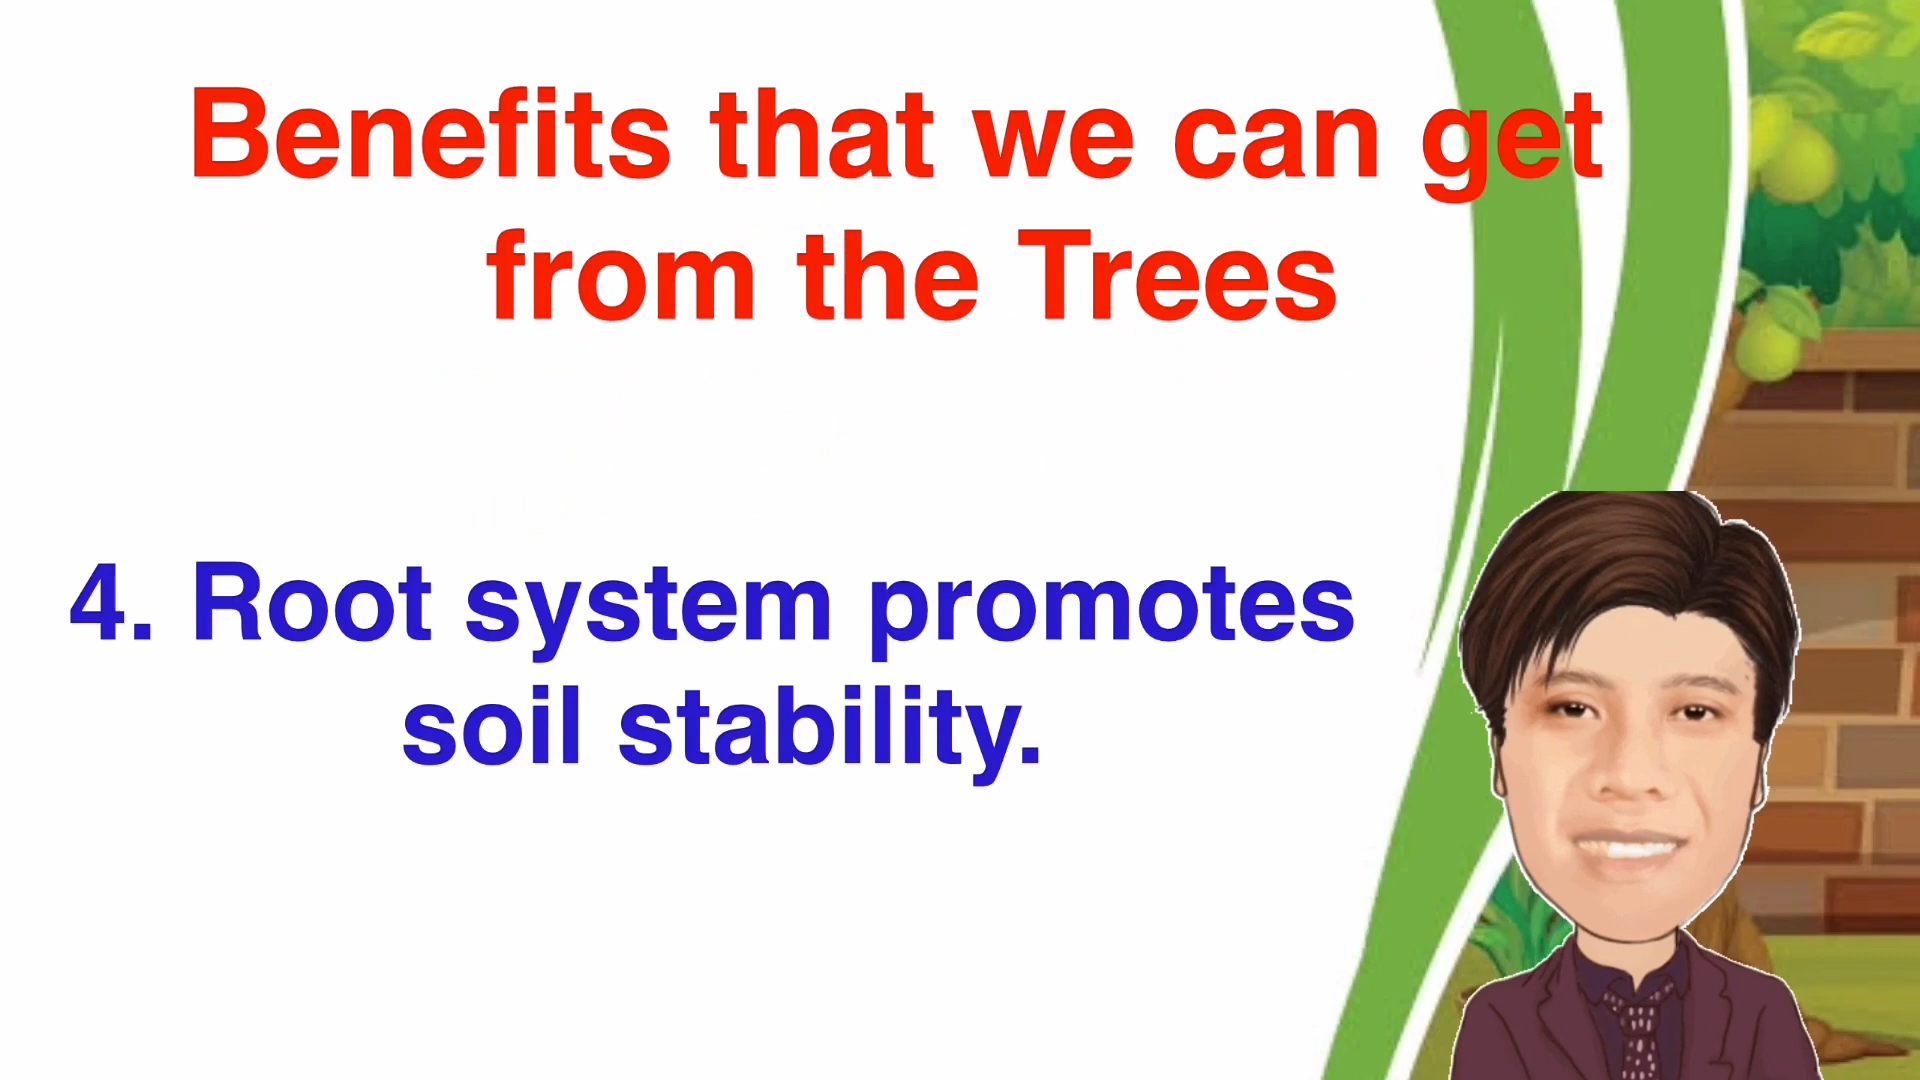 Benefits that we can get
from the Trees
4. Root system promotes
soil stability.